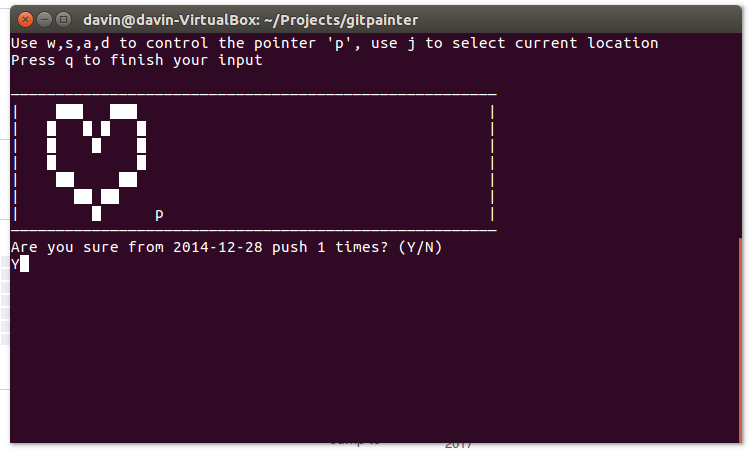 davin@davin-VirtualBox: ~/Projects/gitpainter
Use w,s,a,d to control the pointer 'p', use j to select current location
Press q to finish your input
p
Are you sure from 2014-12-28 push 1 times? (Y/N)
Y
2017